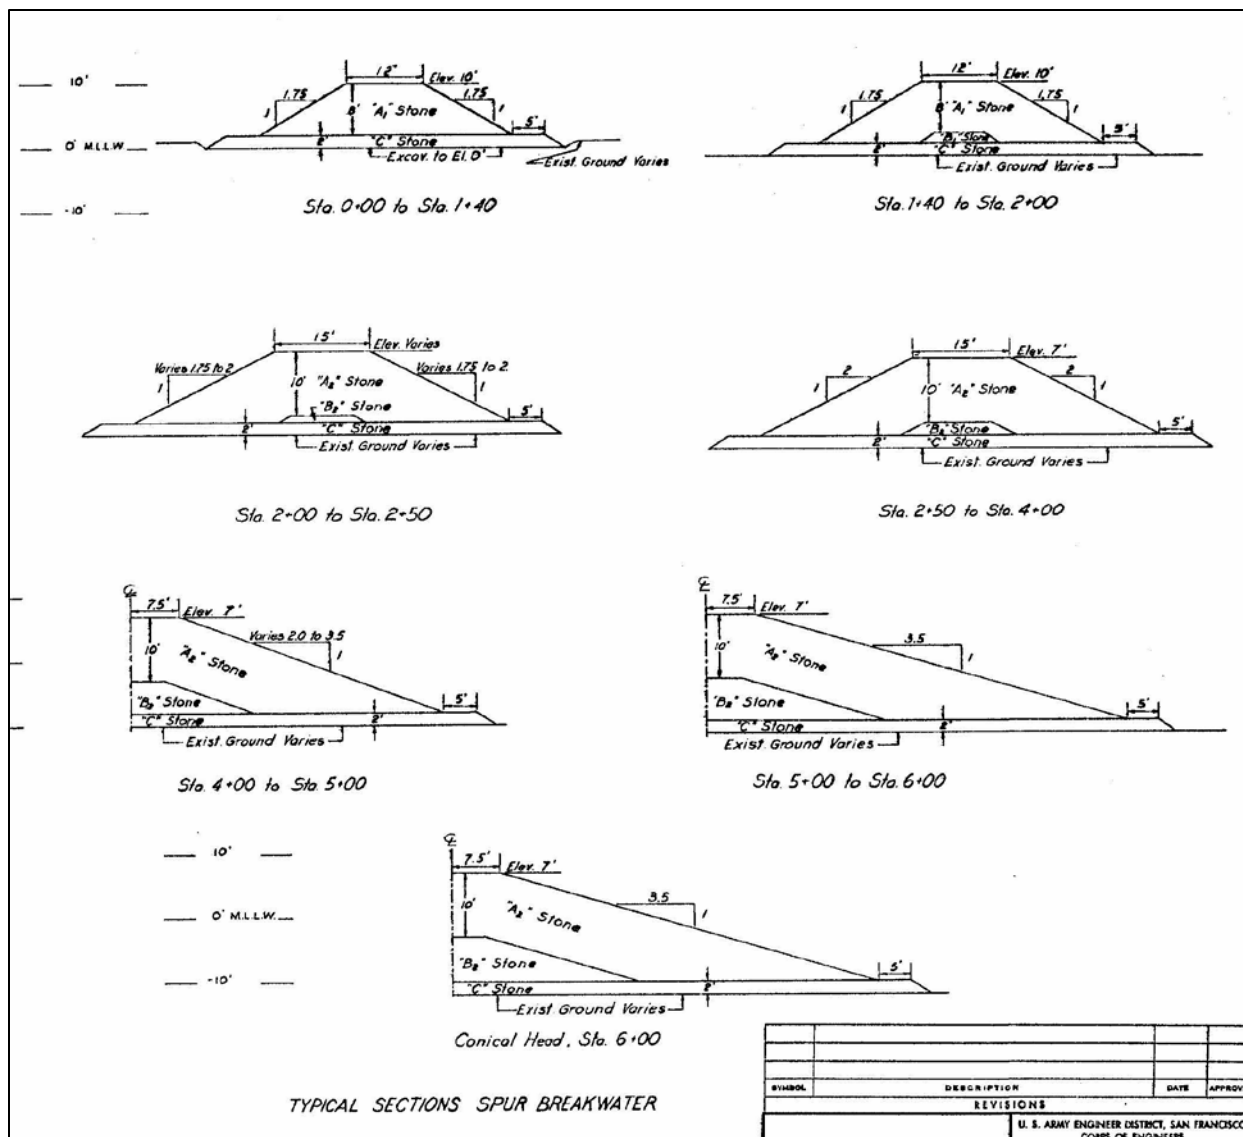 12' 12'
10' Elev. 10' Elev. 10'
1.75 1.75 1.75 1.75
1 8' "A₁" Stone 1 1 8' "A₁" Stone 1
5' 5'
2' "C" Stone "B₁" Stone
0' M.L.L.W. Excav. to El. 0' 2' "C" Stone
Exist. Ground Varies Exist. Ground Varies
-10' Sta. 0+00 to Sta. 1+40 Sta. 1+40 to Sta. 2+00
15' 15'
Elev. Varies Elev. 7'
Varies 1.75 to 2 Varies 1.75 to 2 2 2
1 10' "A₂" Stone 1 1 10' "A₂" Stone 1
"B₂" Stone 5' 5'
2' "C" Stone "B₂" Stone
Exist. Ground Varies 2' "C" Stone
Exist. Ground Varies
Sta. 2+00 to Sta. 2+50 Sta. 2+50 to Sta. 4+00
℄ ℄
7.5' Elev. 7' 7.5' Elev. 7'
Varies 2.0 to 3.5 3.5
10' "A₂" Stone 1 10' "A₂" Stone 1
"B₂" Stone 5' "B₂" Stone 5'
"C" Stone 2' "C" Stone 2'
Exist. Ground Varies Exist. Ground Varies
Sta. 4+00 to Sta. 5+00 Sta. 5+00 to Sta. 6+00
℄
10' 7.5' Elev. 7'
3.5
0' M.L.L.W. 10' "A₂" Stone 1
-10' "B₂" Stone 5'
"C" Stone 2'
Exist. Ground Varies
Conical Head, Sta. 6+00
SYMBOL DESCRIPTION DATE APPROV
TYPICAL SECTIONS SPUR BREAKWATER REVISIONS
U. S. ARMY ENGINEER DISTRICT, SAN FRANCISCO
CORPS OF ENGINEERS